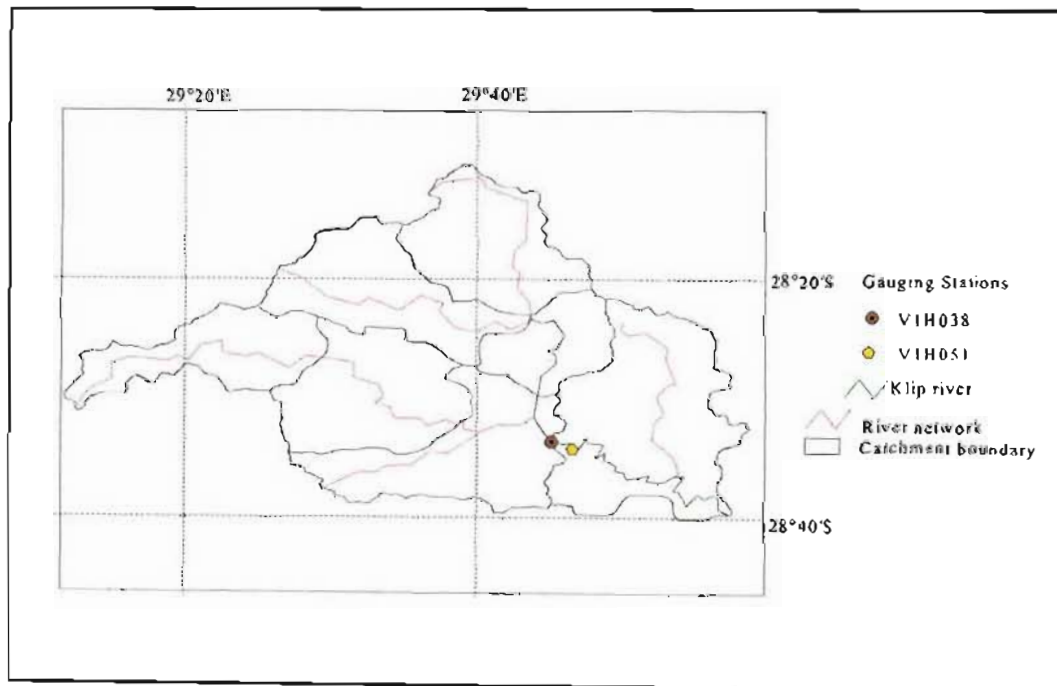 29°20'E 29°40'E
28°20'S
Gauging Stations
V1H038
V1H051
Klip river
River network
Catchment boundary
28°40'S